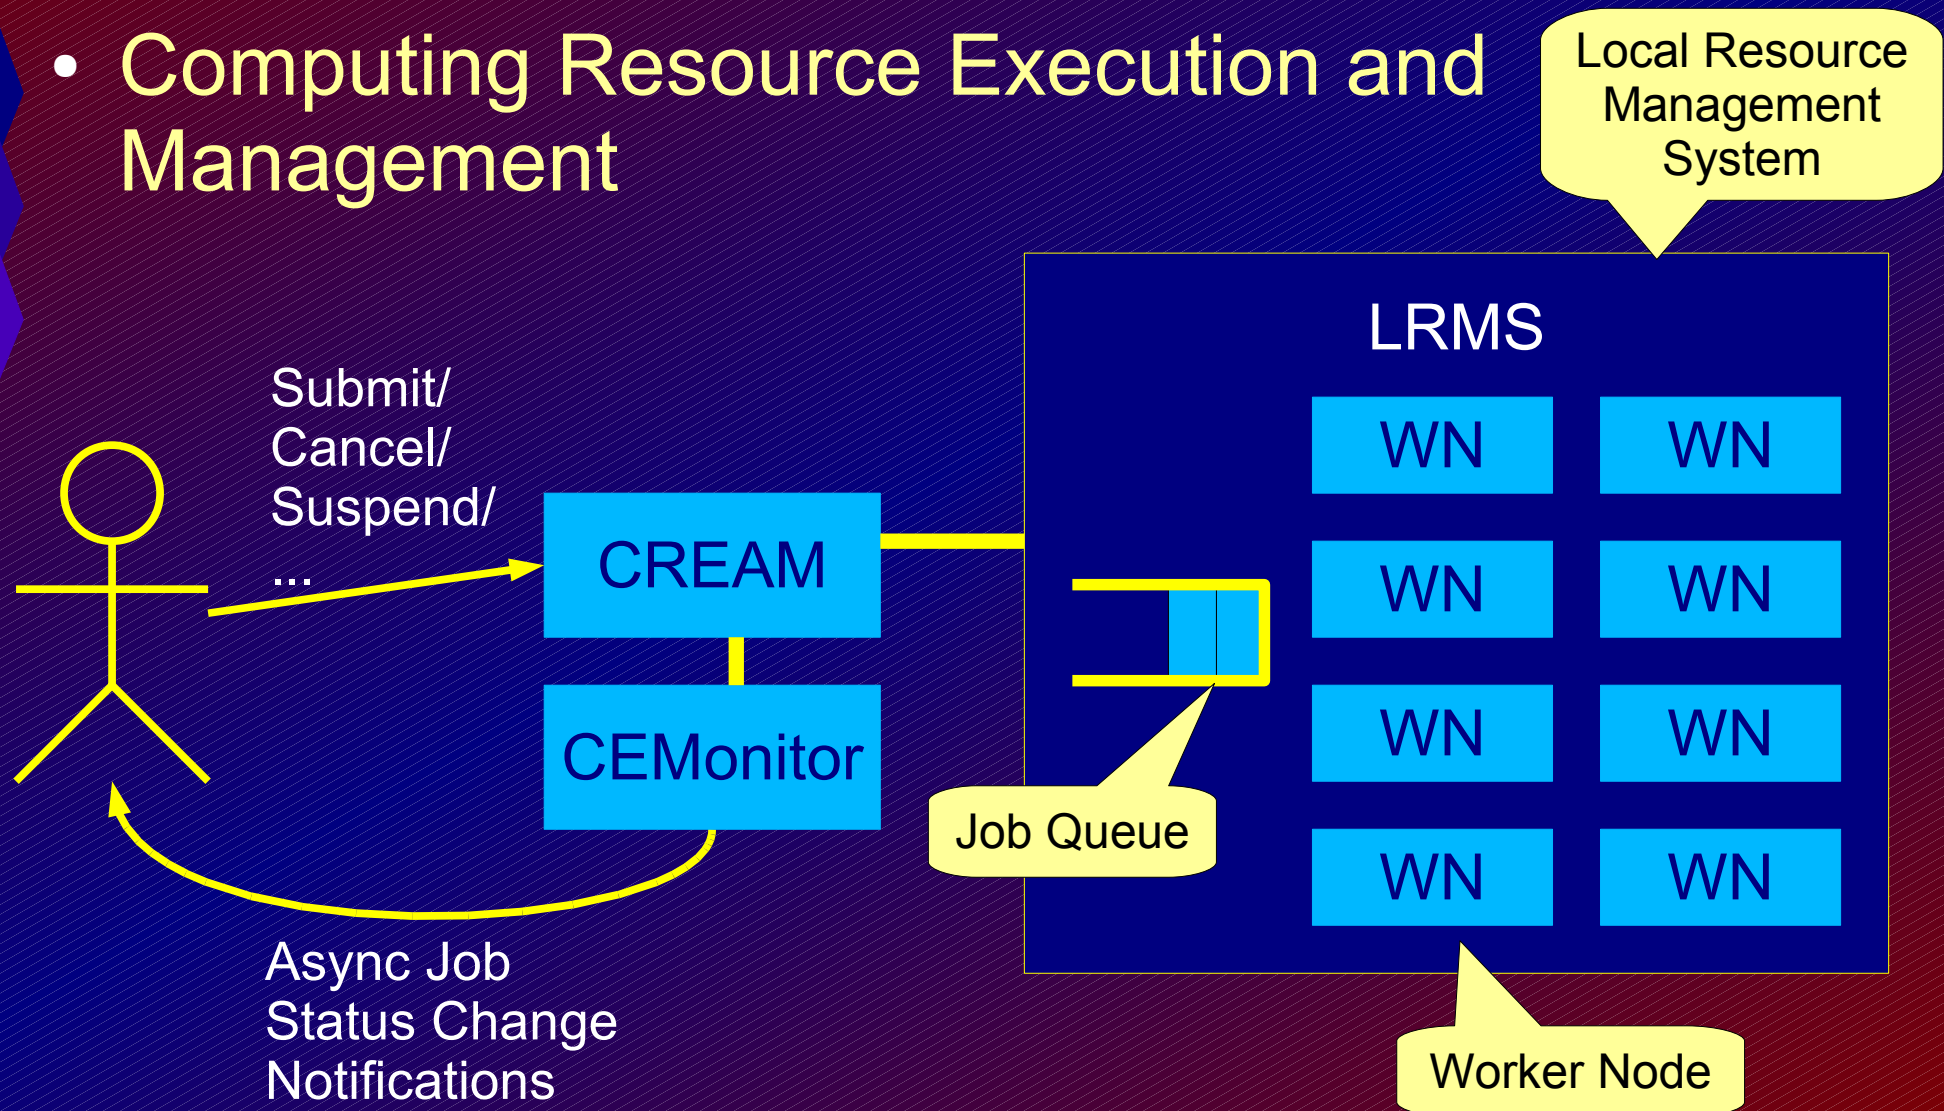 • Computing Resource Execution and
Management
Local Resource
Management
System
LRMS
Submit/
Cancel/
Suspend/
...
CREAM
CEMonitor
WN WN
WN WN
WN WN
WN WN
Job Queue
Async Job
Status Change
Notifications
Worker Node